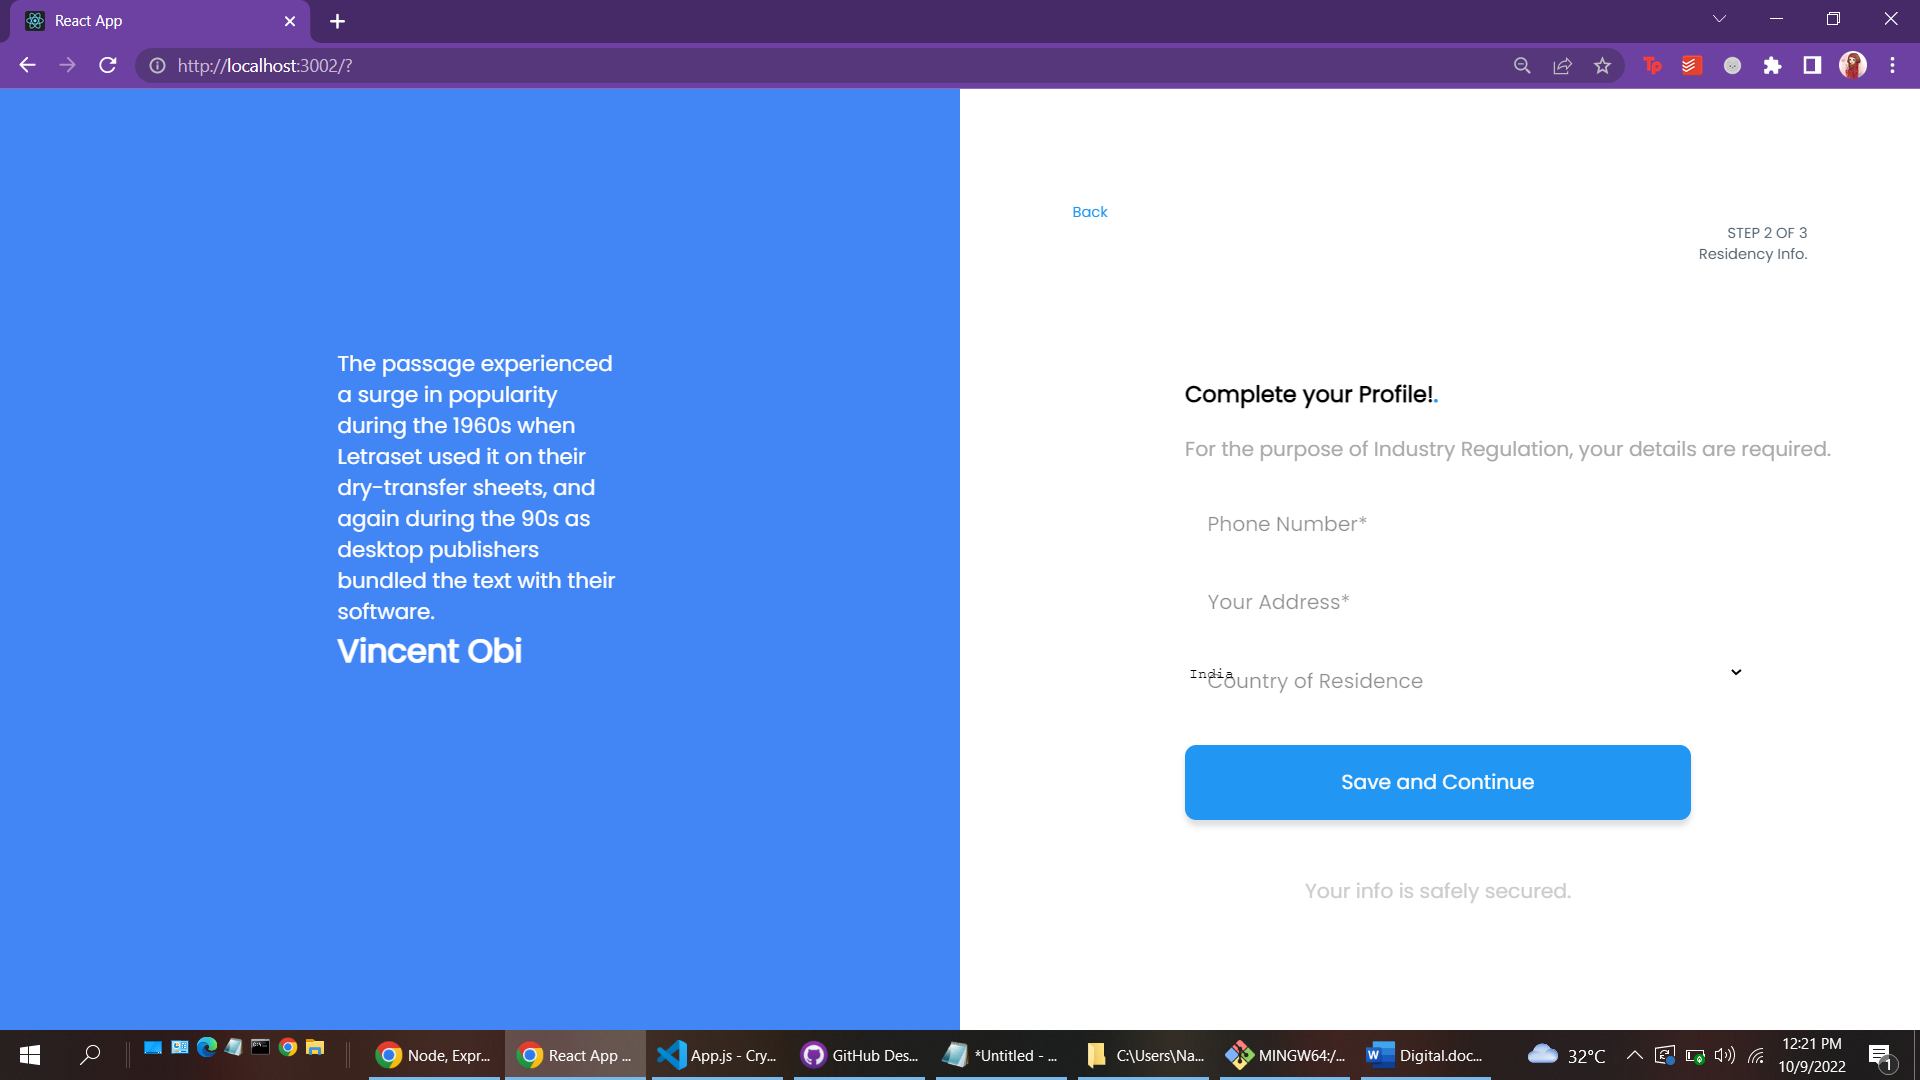 React App
http://localhost:3002/?
Back
STEP 2 OF 3
Residency Info.
The passage experienced
a surge in popularity
during the 1960s when
Letraset used it on their
dry-transfer sheets, and
again during the 90s as
desktop publishers
bundled the text with their
software.
Vincent Obi
Complete your Profile!.
For the purpose of Industry Regulation, your details are required.
Phone Number*
Your Address*
India
Country of Residence
Save and Continue
Your info is safely secured.
Node, Expr...
React App ...
App.js - Cry...
GitHub Des...
*Untitled - ...
C:\Users\Na...
MINGW64:/...
Digital.doc...
32°C
12:21 PM
10/9/2022
1